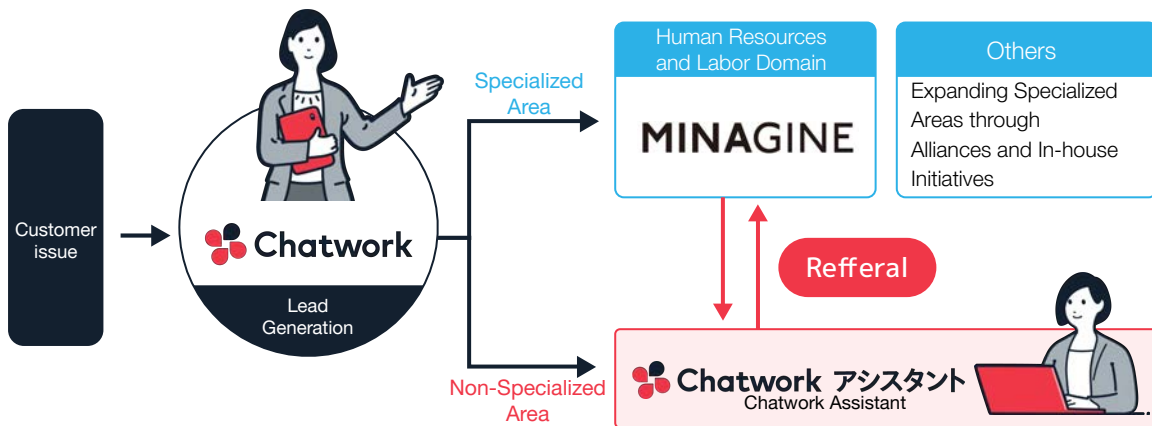 Customer
issue
Chatwork
Lead
Generation
Specialized
Area
Human Resources
and Labor Domain
MINAGINE
Others
Expanding Specialized
Areas through
Alliances and In-house
Initiatives
Refferal
Non-Specialized
Area
Chatwork アシスタント
Chatwork Assistant